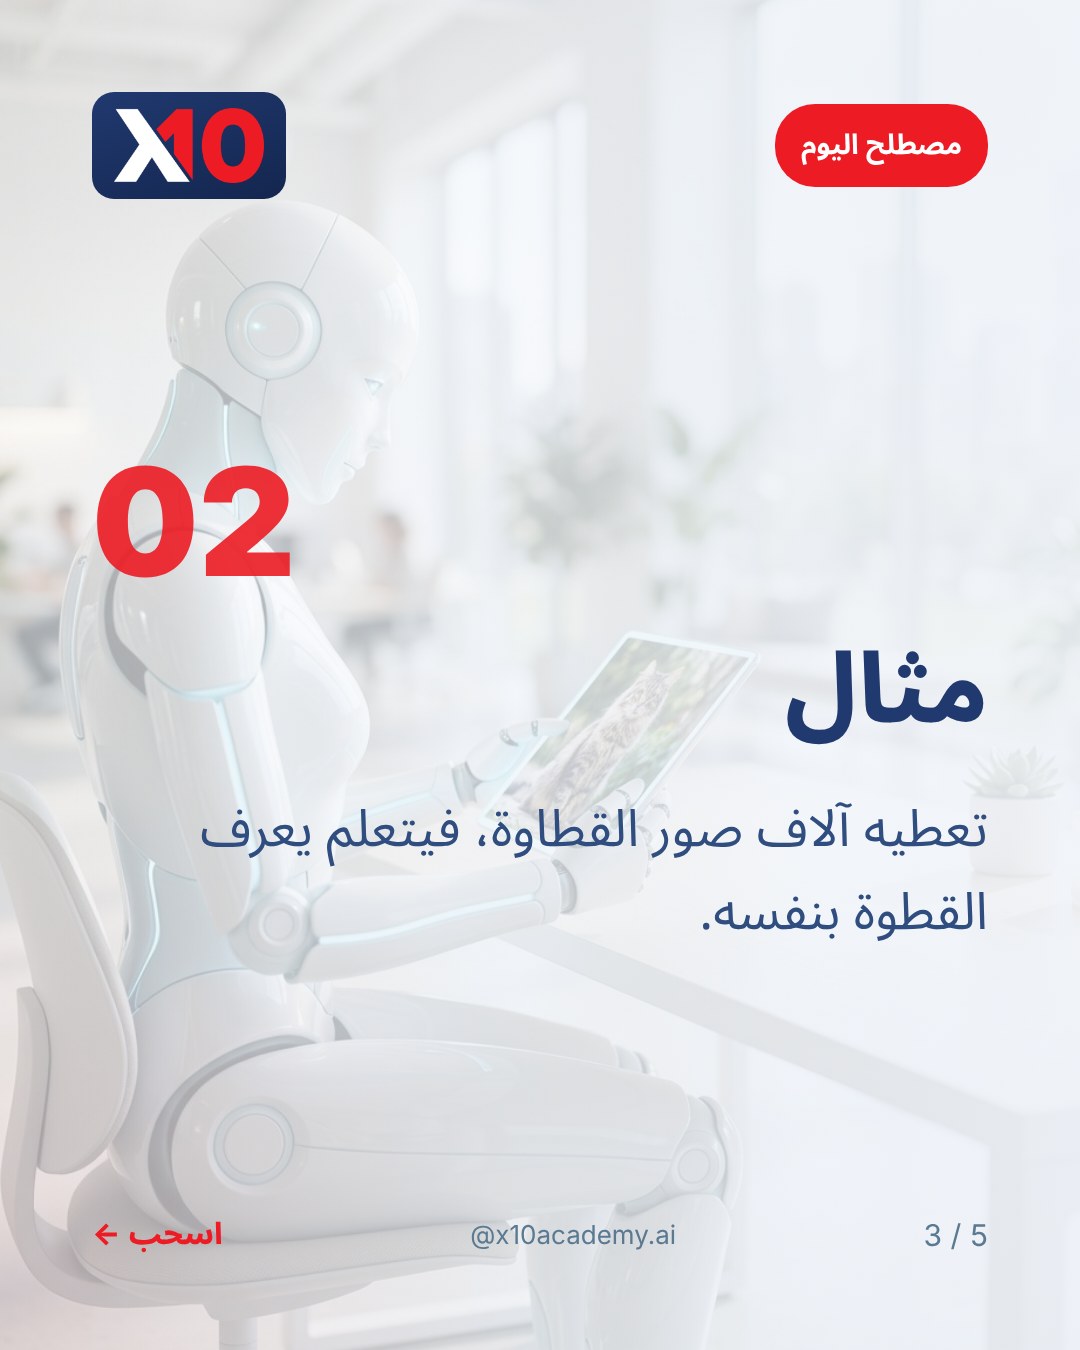 X10
مصطلح اليوم
02
مثال
تعطيه آلاف صور القطاوة، فيتعلم يعرف
القطوة بنفسه.
اسحب ←
@x10academy.ai
3 / 5